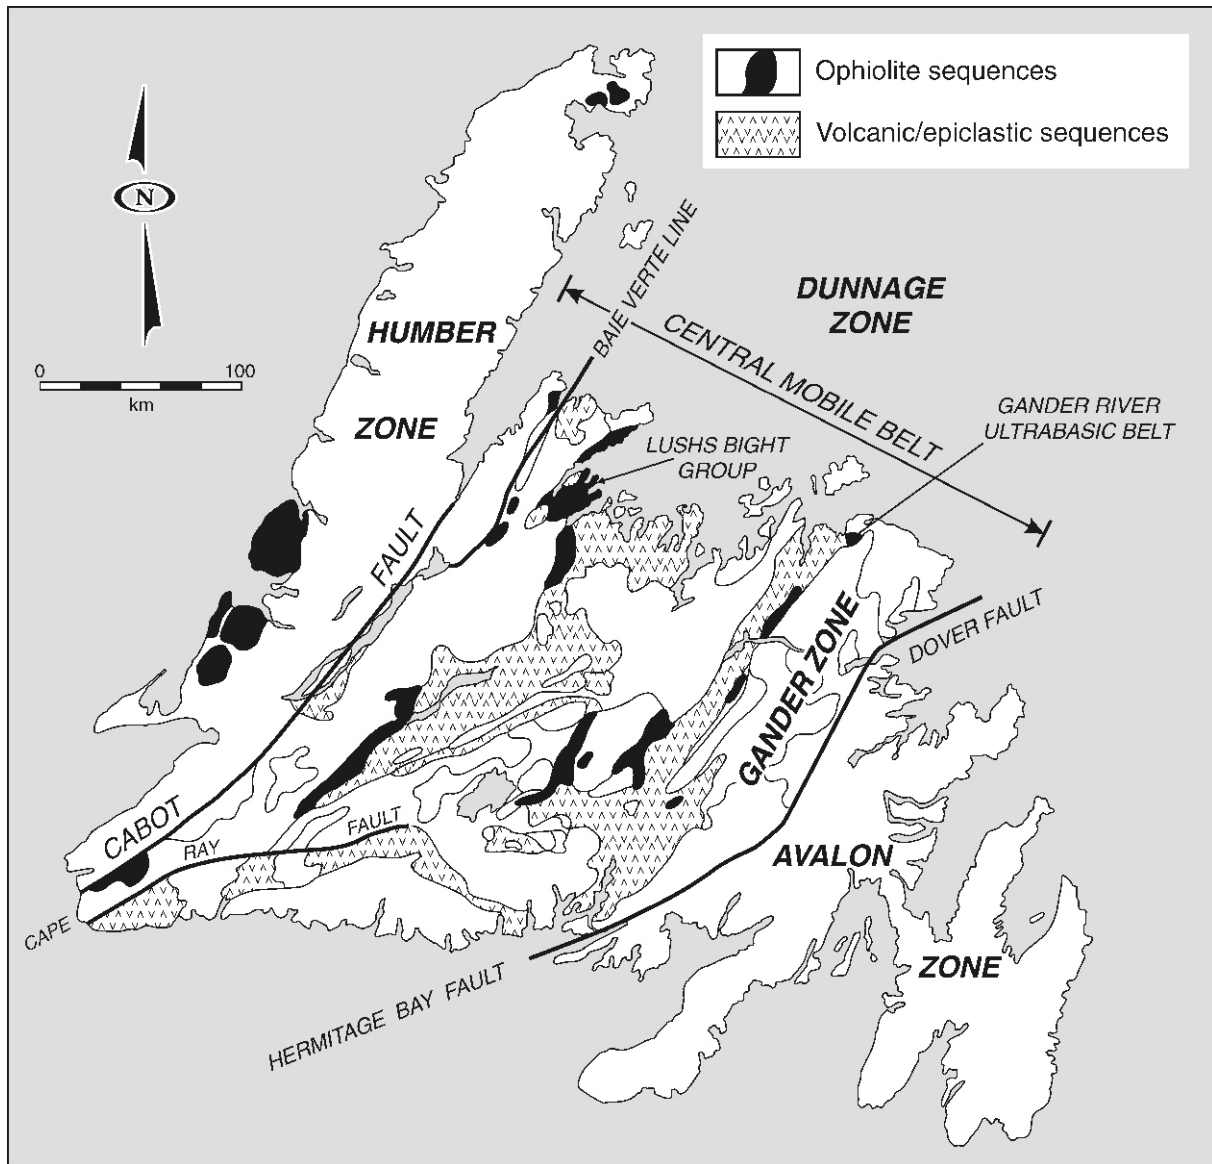 Ophiolite sequences
Volcanic/epiclastic sequences
N
0 100
km
HUMBER
ZONE
BAIE VERTE LINE
DUNNAGE
ZONE
CENTRAL MOBILE BELT
GANDER RIVER
ULTRABASIC BELT
LUSHS BIGHT
GROUP
CABOT FAULT
GANDER ZONE
DOVER FAULT
CAPE RAY FAULT
AVALON
ZONE
HERMITAGE BAY FAULT